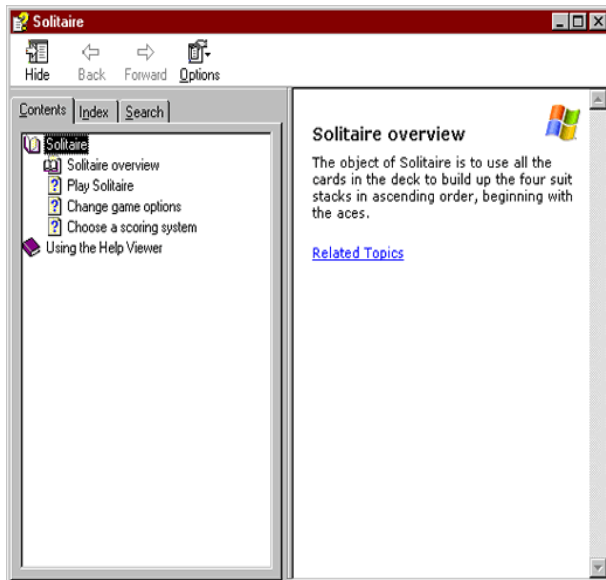 Solitaire
Hide Back Forward Options
Contents Index Search
Solitaire
Solitaire overview
Play Solitaire
Change game options
Choose a scoring system
Using the Help Viewer
Solitaire overview
The object of Solitaire is to use all the
cards in the deck to build up the four suit
stacks in ascending order, beginning with
the aces.
Related Topics